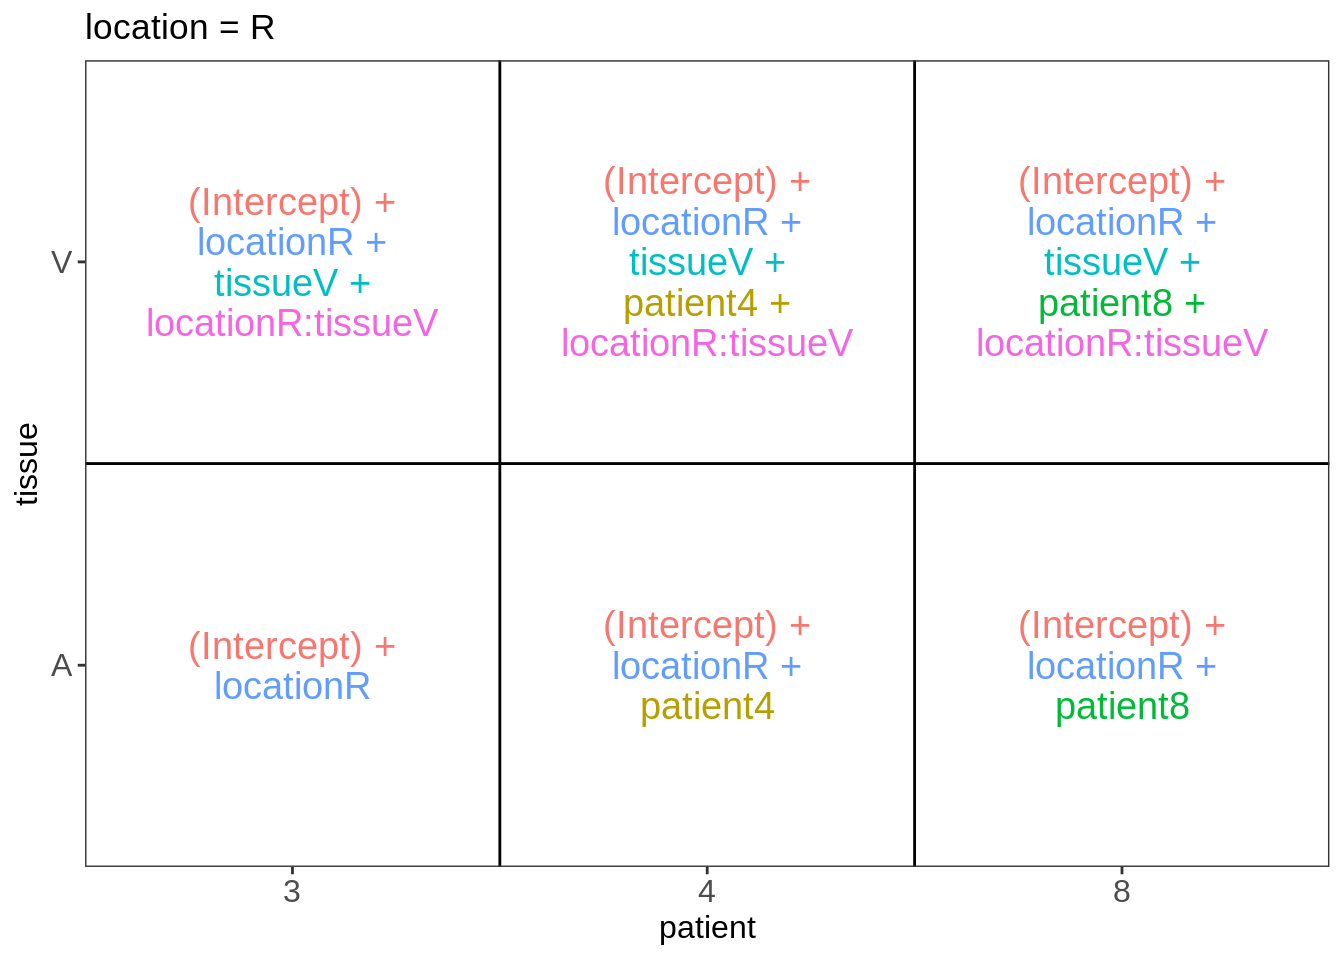 location = R
(Intercept) +
locationR +
tissueV +
locationR:tissueV
(Intercept) +
locationR +
tissueV +
patient4 +
locationR:tissueV
(Intercept) +
locationR +
tissueV +
patient8 +
locationR:tissueV
V
tissue
(Intercept) +
locationR
(Intercept) +
locationR +
patient4
(Intercept) +
locationR +
patient8
A
3
4
8
patient